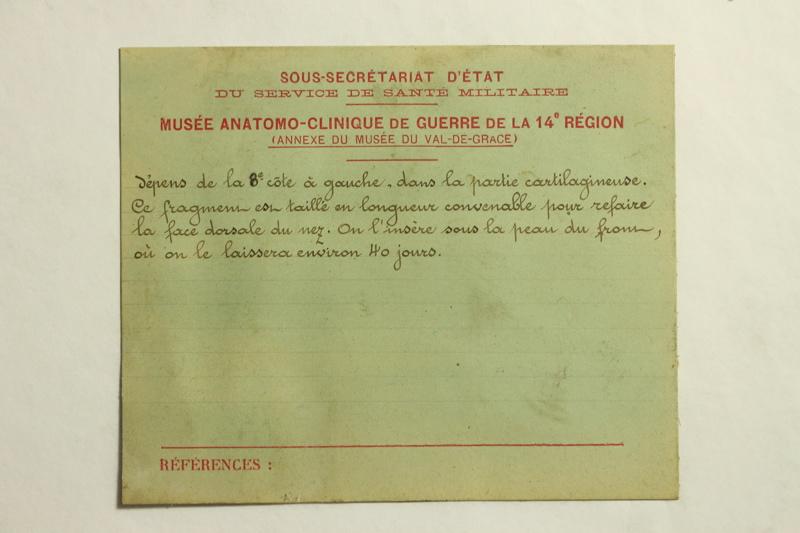 SOUS-SECRÉTARIAT D'ÉTAT
DU SERVICE DE SANTÉ MILITAIRE
MUSÉE ANATOMO-CLINIQUE DE GUERRE DE LA 14e RÉGION
(ANNEXE DU MUSÉE DU VAL-DE-GRACE)
dépens de la 8e côte à gauche, dans la partie cartilagineuse.
Ce fragment est taillé en longueur convenable pour refaire
la face dorsale du nez. On l'insère sous la peau du front,
où on le laissera environ 40 jours.
RÉFÉRENCES :